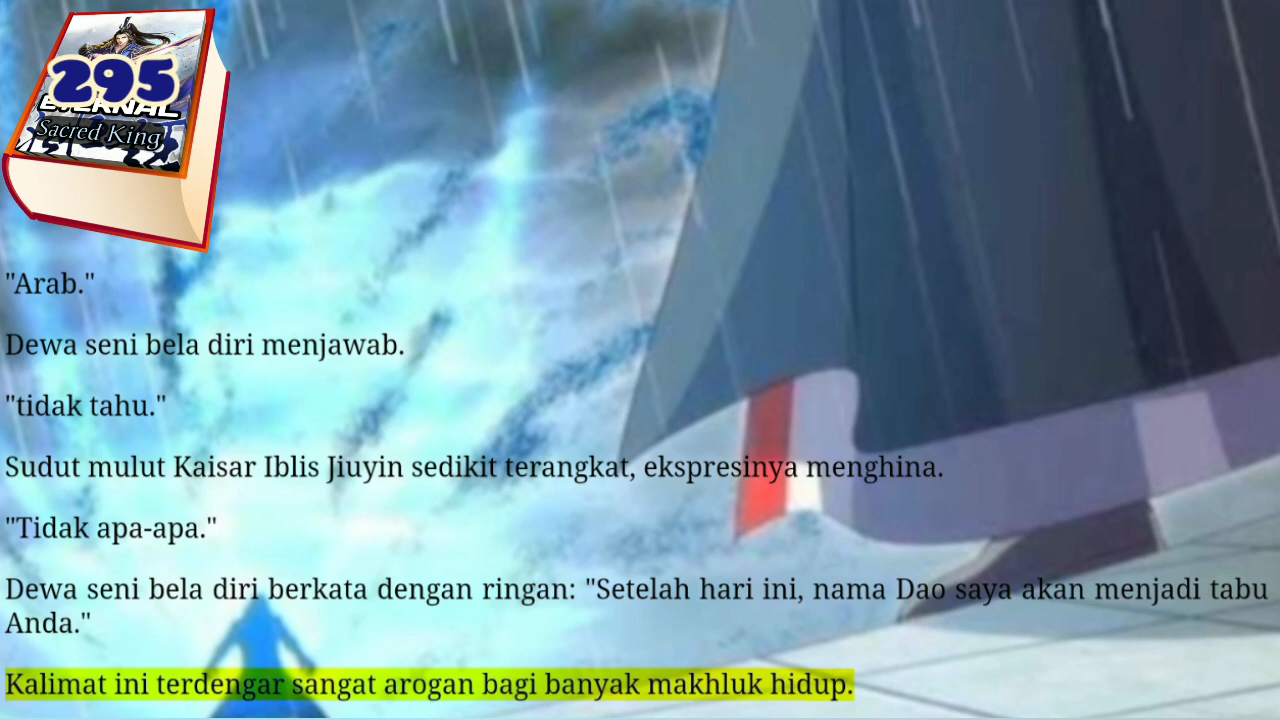 295
ETERNAL
Sacred King
"Arab."
Dewa seni bela diri menjawab.
"tidak tahu."
Sudut mulut Kaisar Iblis Jiuyin sedikit terangkat, ekspresinya menghina.
"Tidak apa-apa."
Dewa seni bela diri berkata dengan ringan: "Setelah hari ini, nama Dao saya akan menjadi tabu
Anda."
Kalimat ini terdengar sangat arogan bagi banyak makhluk hidup.